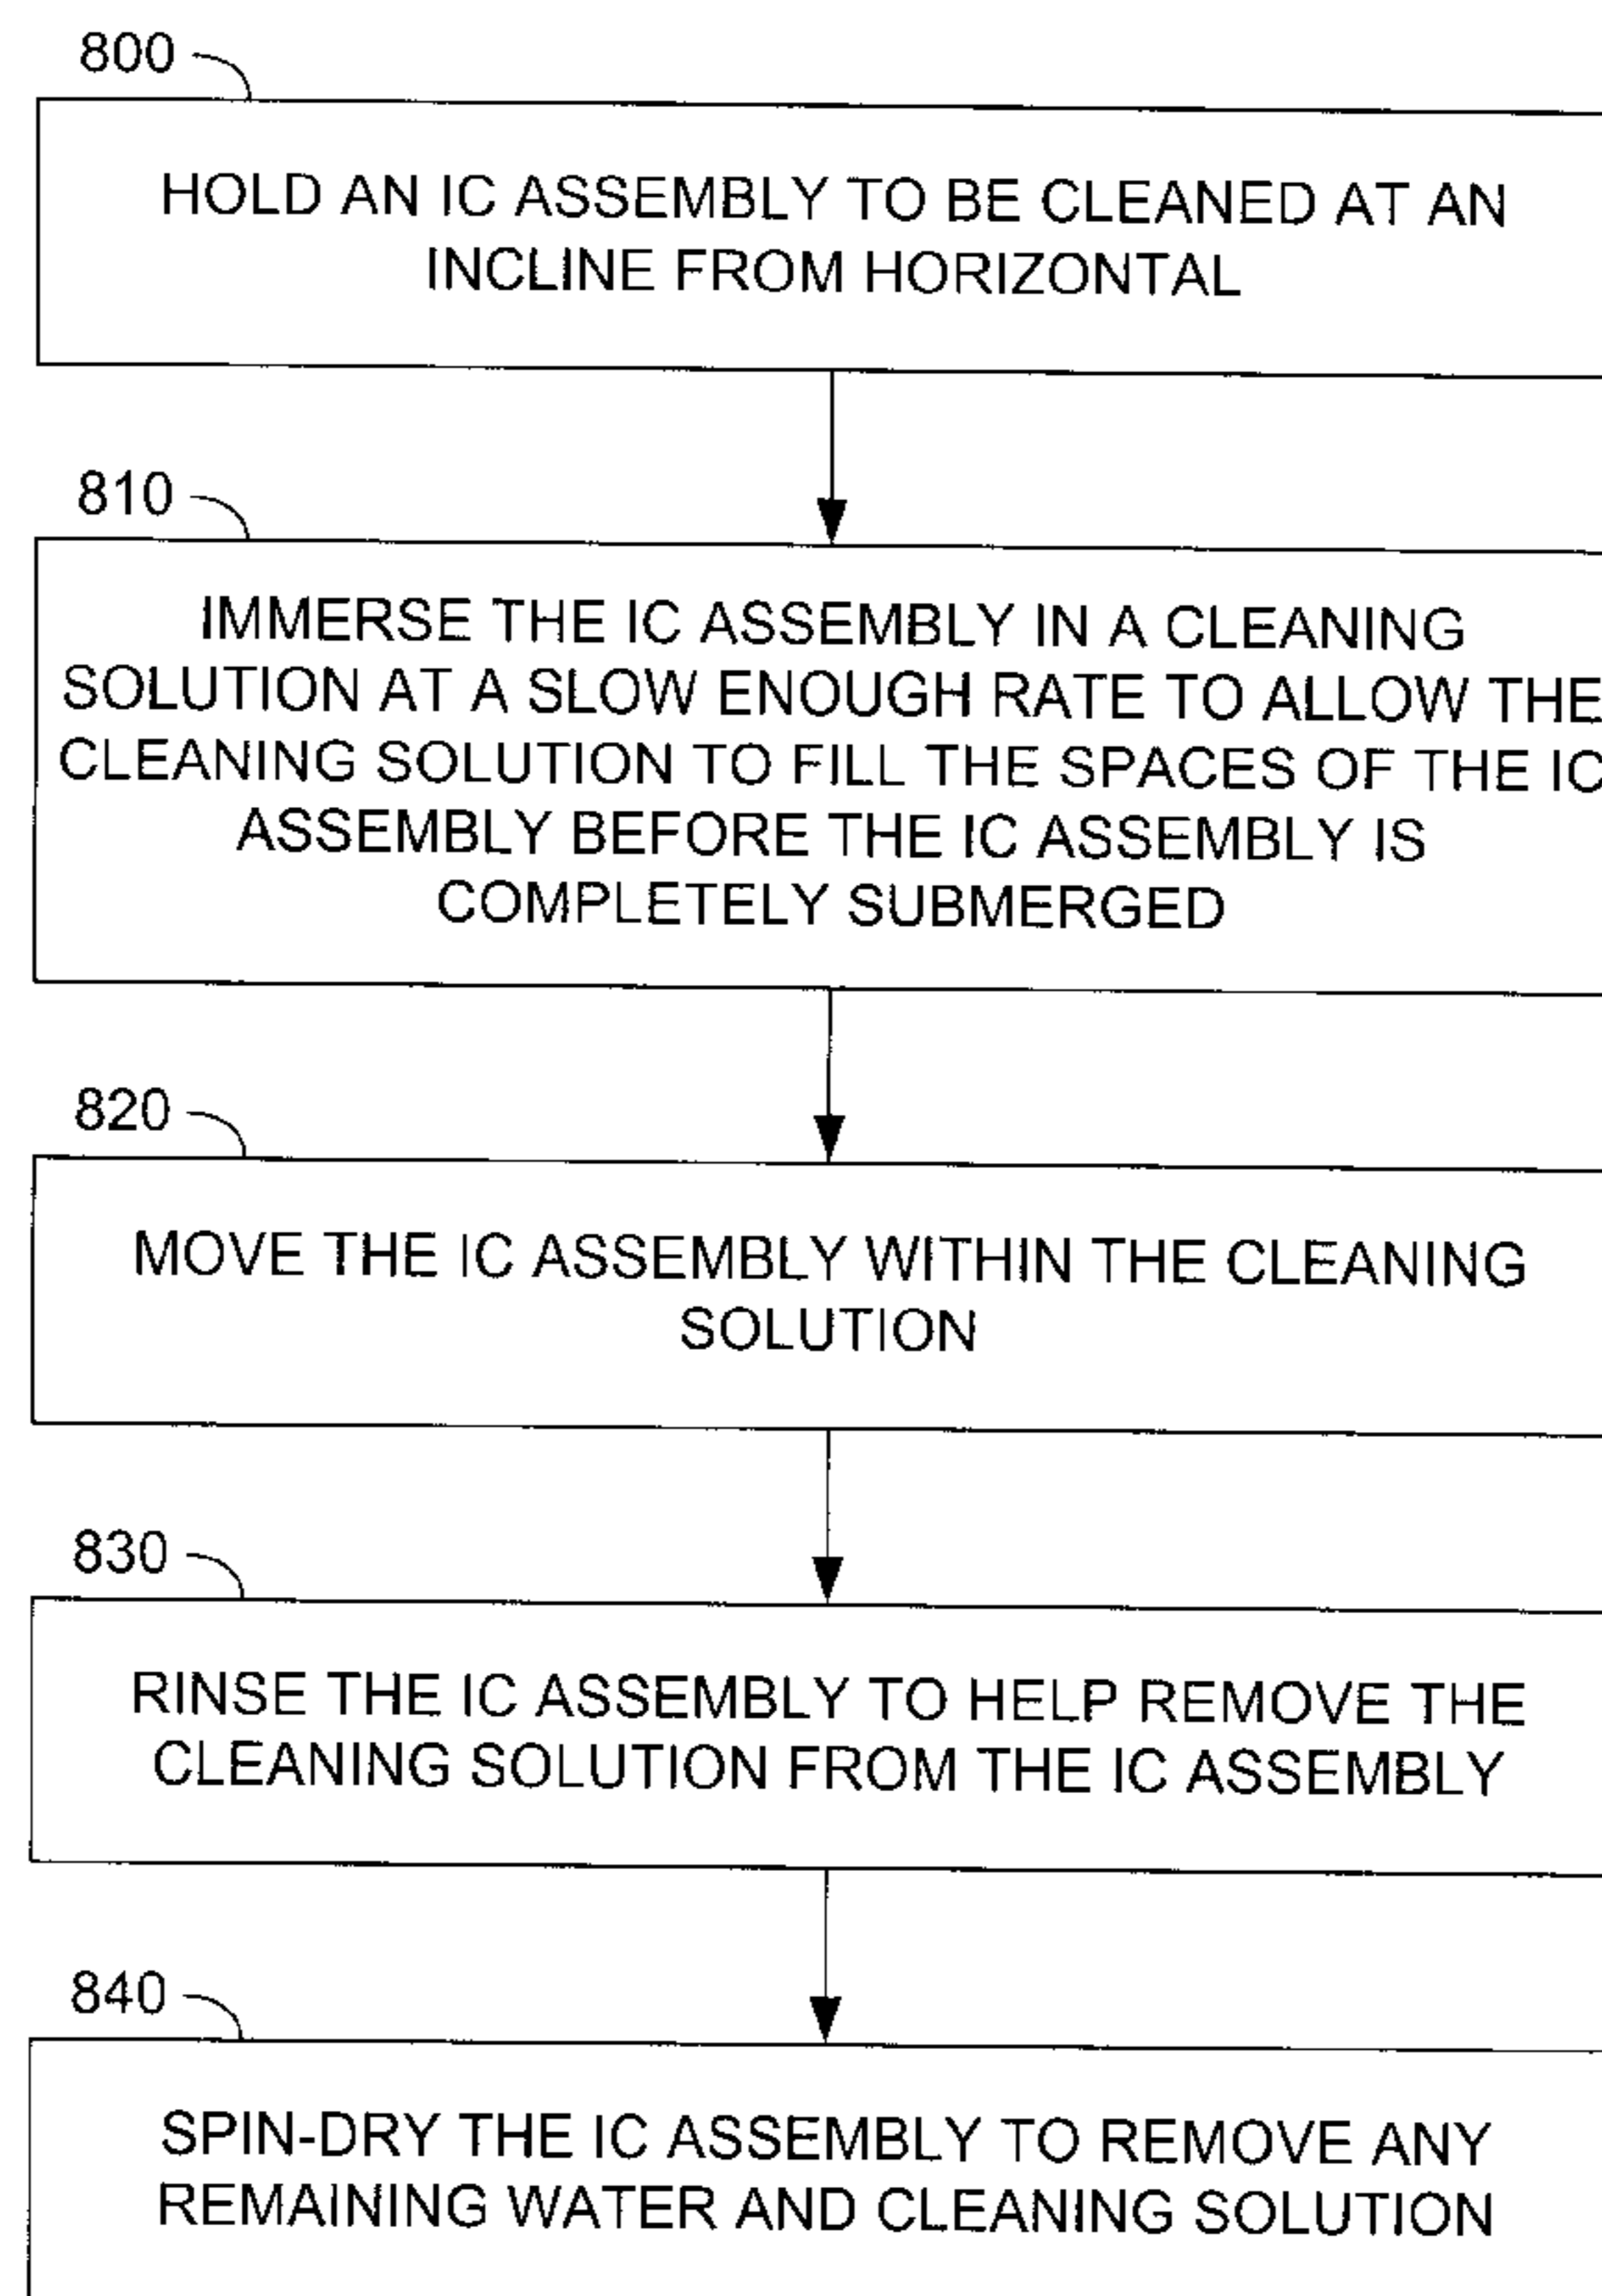 800
HOLD AN IC ASSEMBLY TO BE CLEANED AT AN
INCLINE FROM HORIZONTAL
810
IMMERSE THE IC ASSEMBLY IN A CLEANING
SOLUTION AT A SLOW ENOUGH RATE TO ALLOW THE
CLEANING SOLUTION TO FILL THE SPACES OF THE IC
ASSEMBLY BEFORE THE IC ASSEMBLY IS
COMPLETELY SUBMERGED
820
MOVE THE IC ASSEMBLY WITHIN THE CLEANING
SOLUTION
830
RINSE THE IC ASSEMBLY TO HELP REMOVE THE
CLEANING SOLUTION FROM THE IC ASSEMBLY
840
SPIN-DRY THE IC ASSEMBLY TO REMOVE ANY
REMAINING WATER AND CLEANING SOLUTION